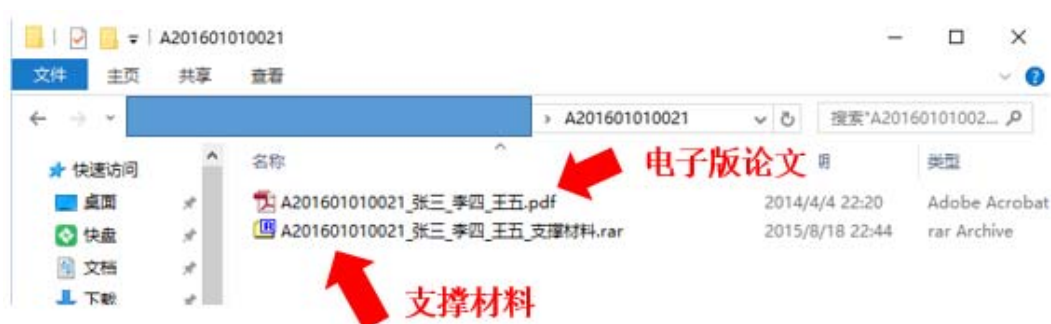 A201601010021
文件 主页 共享 查看
A201601010021 搜索"A20160101002...
快速访问 名称 电子版论文 类型
桌面 A201601010021_张三_李四_王五.pdf 2014/4/4 22:20 Adobe Acrobat
快盘 A201601010021_张三_李四_王五_支撑材料.rar 2015/8/18 22:44 rar Archive
文档
下载
支撑材料